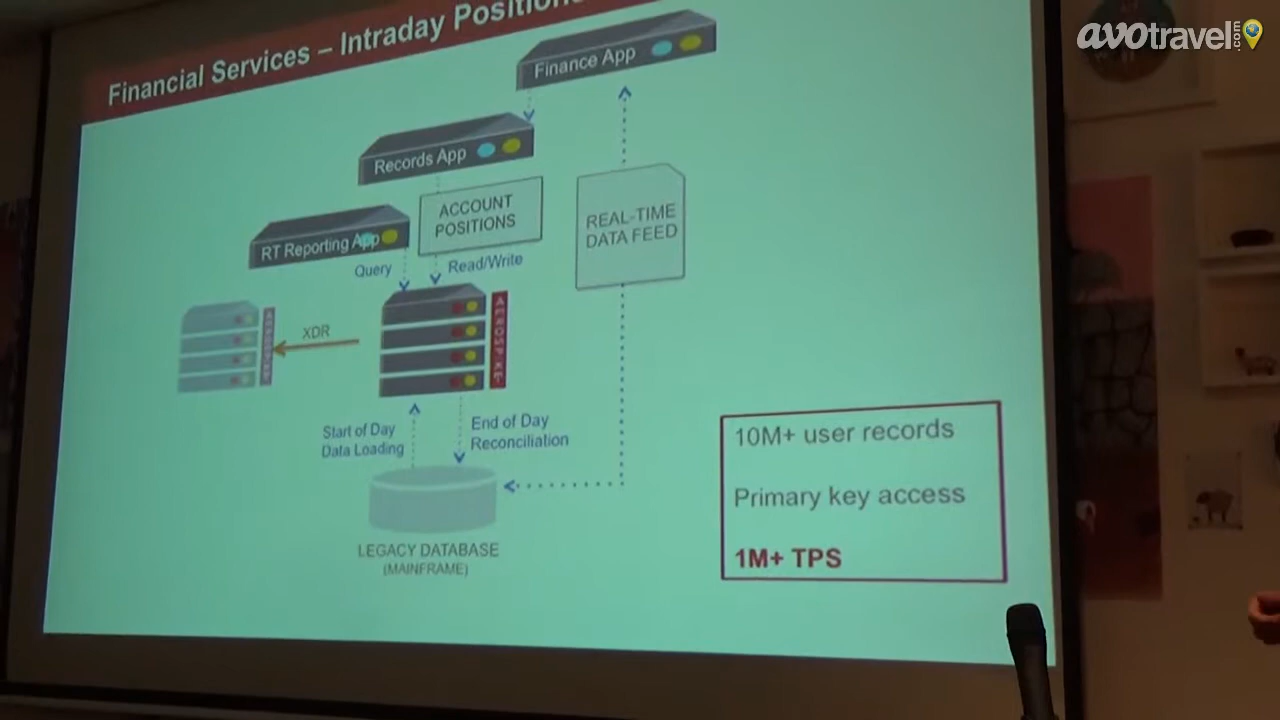 avotravel.com
Financial Services – Intraday
Finance App
Records App
ACCOUNT
POSITIONS
REAL-TIME
DATA FEED
RT Reporting App
Query
Read/Write
AEROSPIKE
XDR
Start of Day
Data Loading
End of Day
Reconciliation
10M+ user records
Primary key access
1M+ TPS
LEGACY DATABASE
(MAINFRAME)